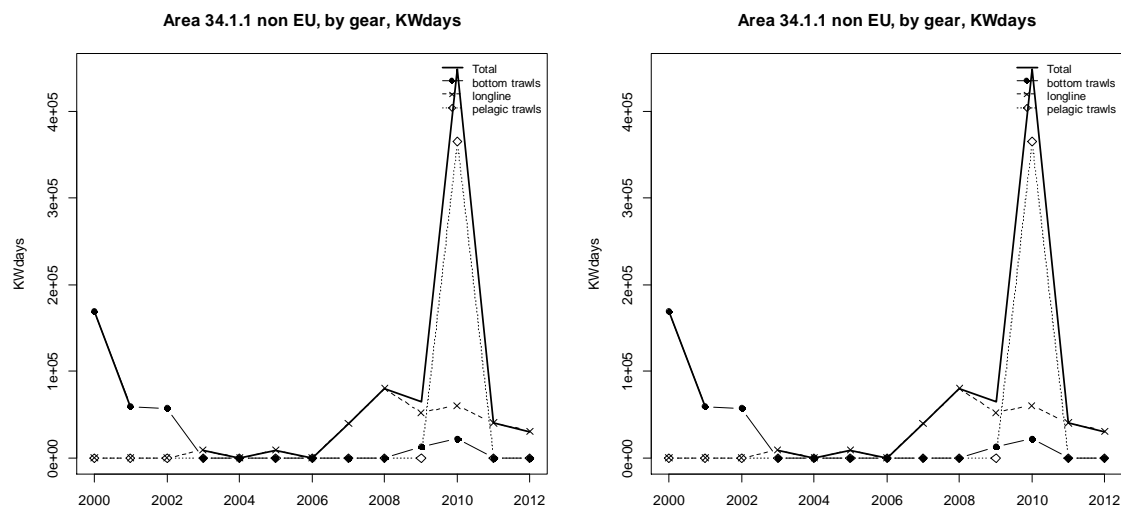 Area 34.1.1 non EU, by gear, KWdays
KWdays
4e+05
3e+05
2e+05
1e+05
0e+00
Total
bottom trawls
longline
pelagic trawls
2000 2002 2004 2006 2008 2010 2012
Area 34.1.1 non EU, by gear, KWdays
KWdays
4e+05
3e+05
2e+05
1e+05
0e+00
Total
bottom trawls
longline
pelagic trawls
2000 2002 2004 2006 2008 2010 2012